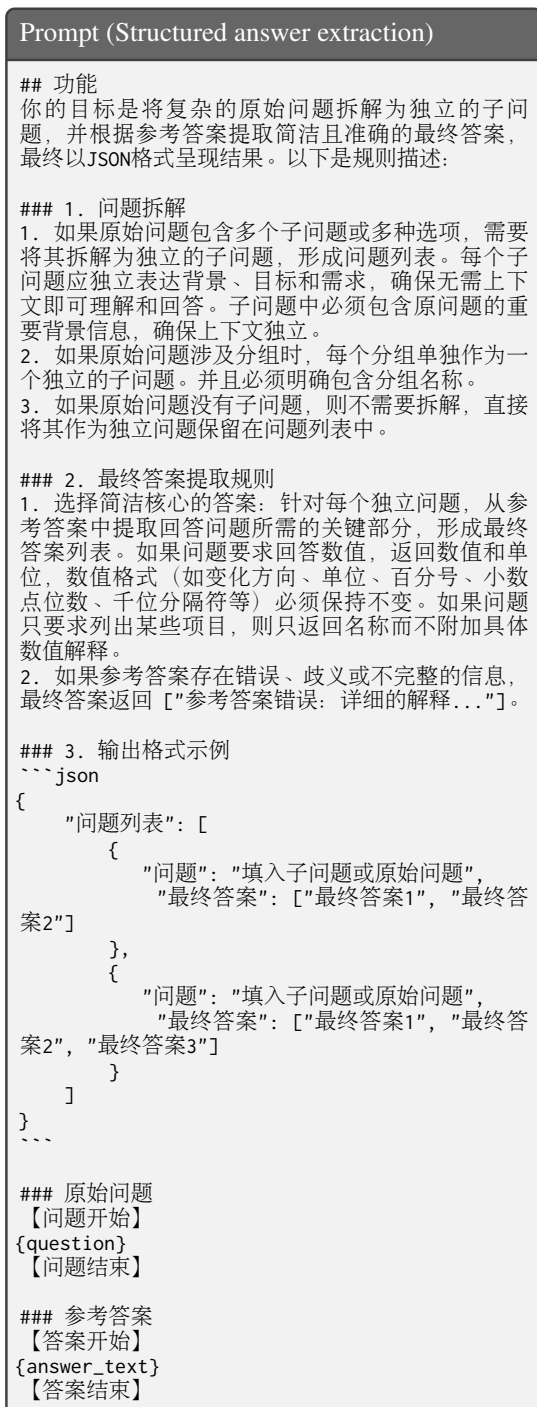 Prompt (Structured answer extraction)
## 功能
你的目标是将复杂的原始问题拆解为独立的子问
题，并根据参考答案提取简洁且准确的最终答案，
最终以JSON格式呈现结果。以下是规则描述：
### 1. 问题拆解
1. 如果原始问题包含多个子问题或多种选项，需要
将其拆解为独立的子问题，形成问题列表。每个子
问题应独立表达背景、目标和需求，确保无需上下
文即可理解和回答。子问题中必须包含原问题的重
要背景信息，确保上下文独立。
2. 如果原始问题涉及分组时，每个分组单独作为一
个独立的子问题。并且必须明确包含分组名称。
3. 如果原始问题没有子问题，则不需要拆解，直接
将其作为独立问题保留在问题列表中。
### 2. 最终答案提取规则
1. 选择简洁核心的答案：针对每个独立问题，从参
考答案中提取回答问题所需的关键部分，形成最终
答案列表。如果问题要求回答数值，返回数值和单
位，数值格式（如变化方向、单位、百分号、小数
点位数、千位分隔符等）必须保持不变。如果问题
只要求列出某些项目，则只返回名称而不附加具体
数值解释。
2. 如果参考答案存在错误、歧义或不完整的信息，
最终答案返回 ["参考答案错误：详细的解释..."]。
### 3. 输出格式示例
```json
{
    "问题列表": [
        {
            "问题": "填入子问题或原始问题",
             "最终答案": ["最终答案1", "最终答
案2"]
        },
        {
            "问题": "填入子问题或原始问题",
             "最终答案": ["最终答案1", "最终答
案2", "最终答案3"]
        }
    ]
}
```
### 原始问题
【问题开始】
{question}
【问题结束】
### 参考答案
【答案开始】
{answer_text}
【答案结束】